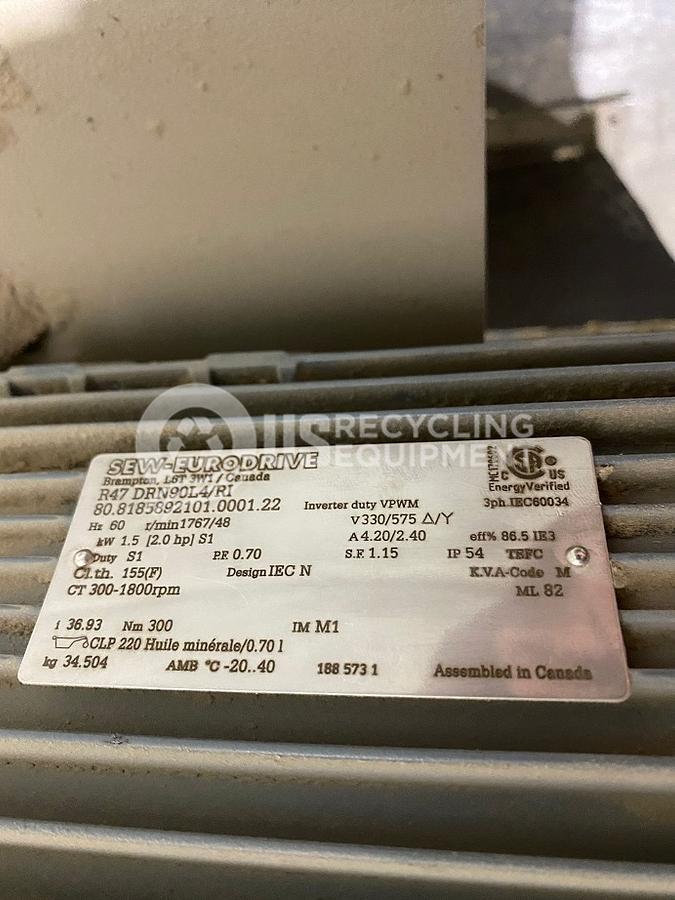 US RECYCLING
EQUIPMENT
SEW-EURODRIVE
Brampton, L6T 3W1 / Canada
R47 DRN90L4/RI
80.8185892101.0001.22 Inverter duty VPWM 3ph IEC60034
C US
EnergyVerified
Hz 60 r/min 1767/48 V 330/575 △/Y
kW 1.5 [2.0 hp] S1 A 4.20/2.40 eff% 86.5 IE3
Duty S1 P.F. 0.70 S.F. 1.15 IP 54 TEFC
Cl.th. 155(F) Design IEC N K.V.A-Code M
CT 300-1800rpm ML 82
i 36.93 Nm 300 IM M1
CLP 220 Huile minérale/0.70 l
kg 34.504 AMB °C -20..40 188 573 1 Assembled in Canada